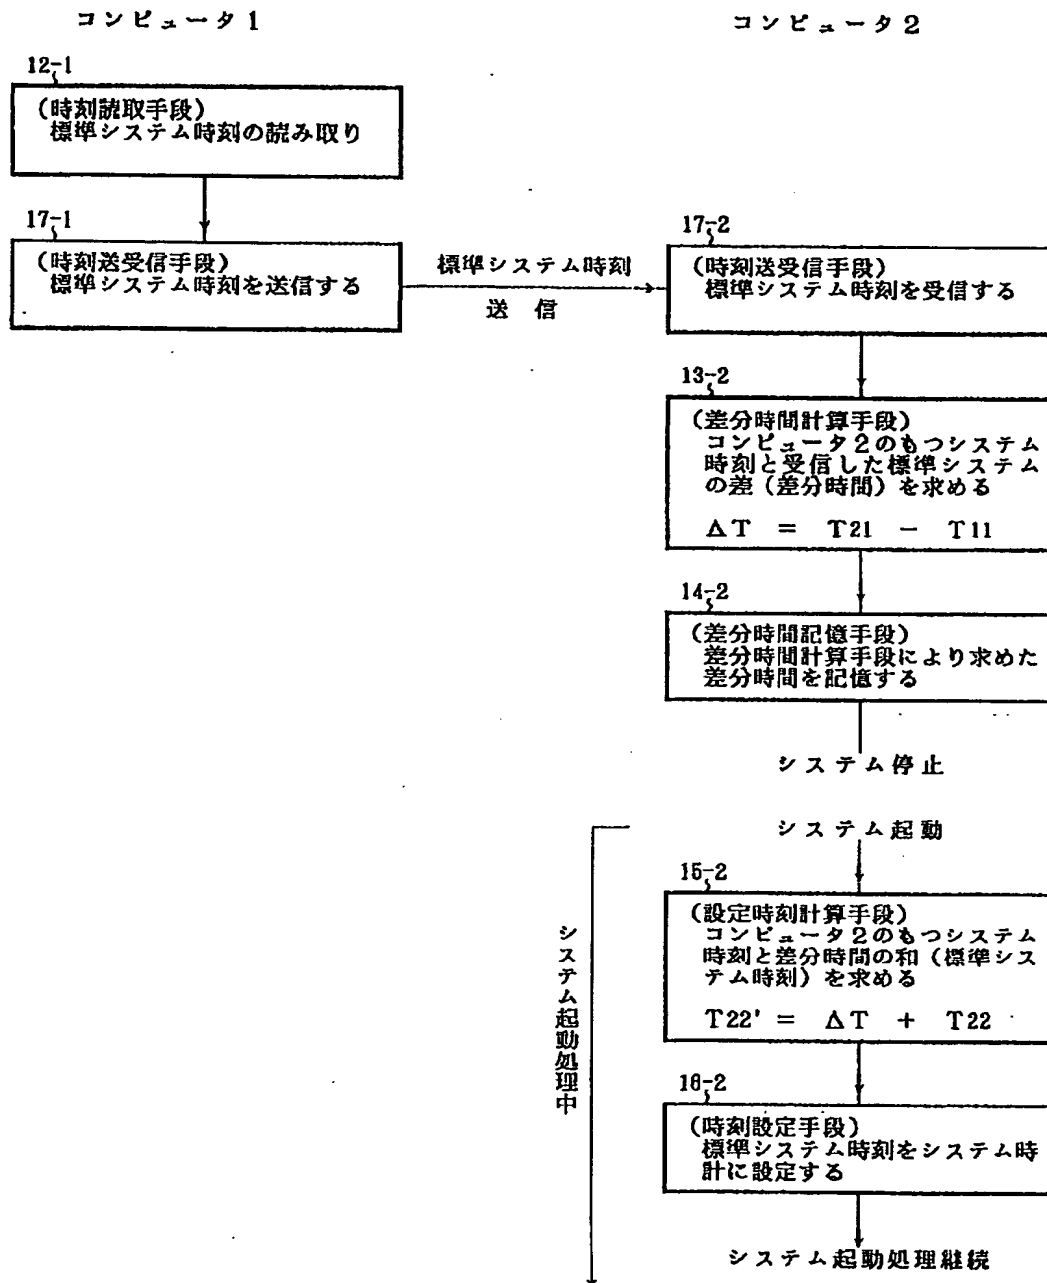 コンピュータ1
コンピュータ2
12-1
(時刻読取手段)
標準システム時刻の読み取り
17-1
(時刻送受信手段)
標準システム時刻を送信する
標準システム時刻
送 信
17-2
(時刻送受信手段)
標準システム時刻を受信する
13-2
(差分時間計算手段)
コンピュータ2のもつシステム
時刻と受信した標準システム
の差(差分時間)を求める
ΔT = T21 - T11
14-2
(差分時間記憶手段)
差分時間計算手段により求めた
差分時間を記憶する
システム停止
システム起動
システム起動処理中
15-2
(設定時刻計算手段)
コンピュータ2のもつシステム
時刻と差分時間の和(標準シス
テム時刻)を求める
T22' = ΔT + T22
16-2
(時刻設定手段)
標準システム時刻をシステム時
計に設定する
システム起動処理継続